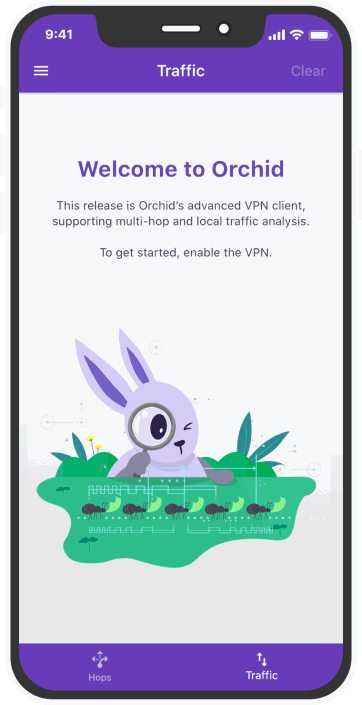 9:41
Traffic
Clear
Welcome to Orchid
This release is Orchid's advanced VPN client,
supporting multi-hop and local traffic analysis.
To get started, enable the VPN.
Hops
Traffic